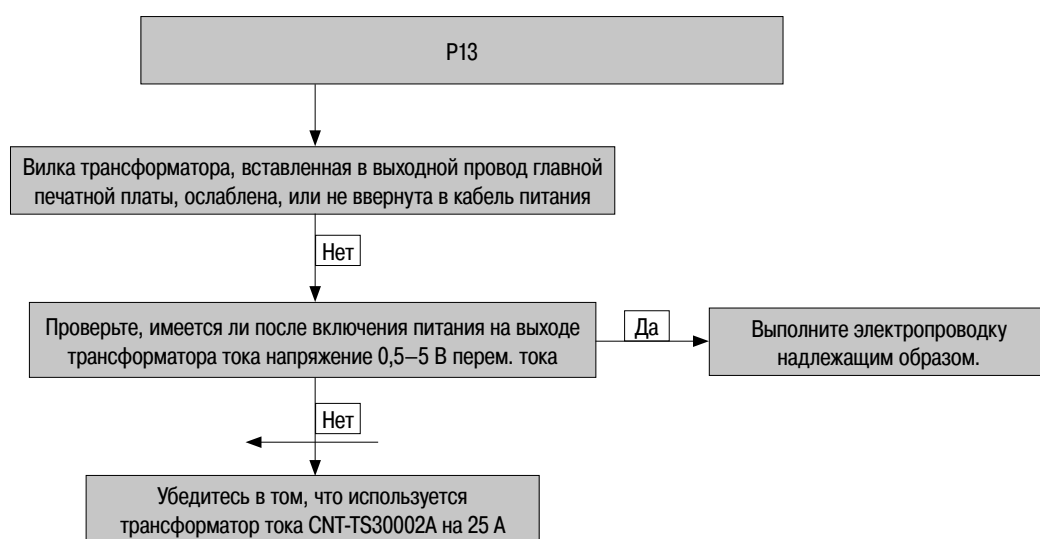 P13
Вилка трансформатора, вставленная в выходной провод главной
печатной платы, ослаблена, или не ввернута в кабель питания
Нет
Проверьте, имеется ли после включения питания на выходе
трансформатора тока напряжение 0,5–5 В перем. тока
Да
Выполните электропроводку
надлежащим образом.
Нет
Убедитесь в том, что используется
трансформатор тока CNT-TS30002A на 25 А